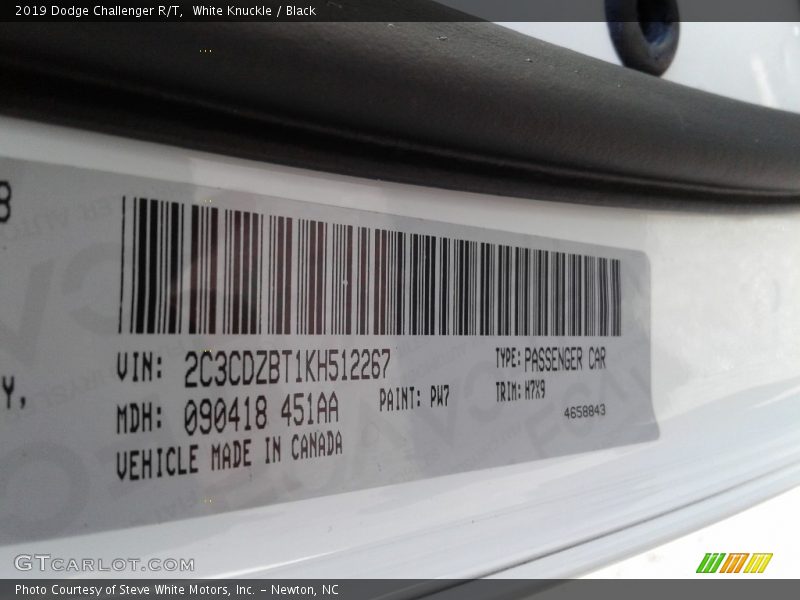 2019 Dodge Challenger R/T, White Knuckle / Black
8
Y,
VIN: 2C3CDZBT1KH512267
TYPE: PASSENGER CAR
MDH: 090418 451AA
PAINT: PW7
TRIM: H7X9
4658843
VEHICLE MADE IN CANADA
GTCARLOT.COM
Photo Courtesy of Steve White Motors, Inc. – Newton, NC